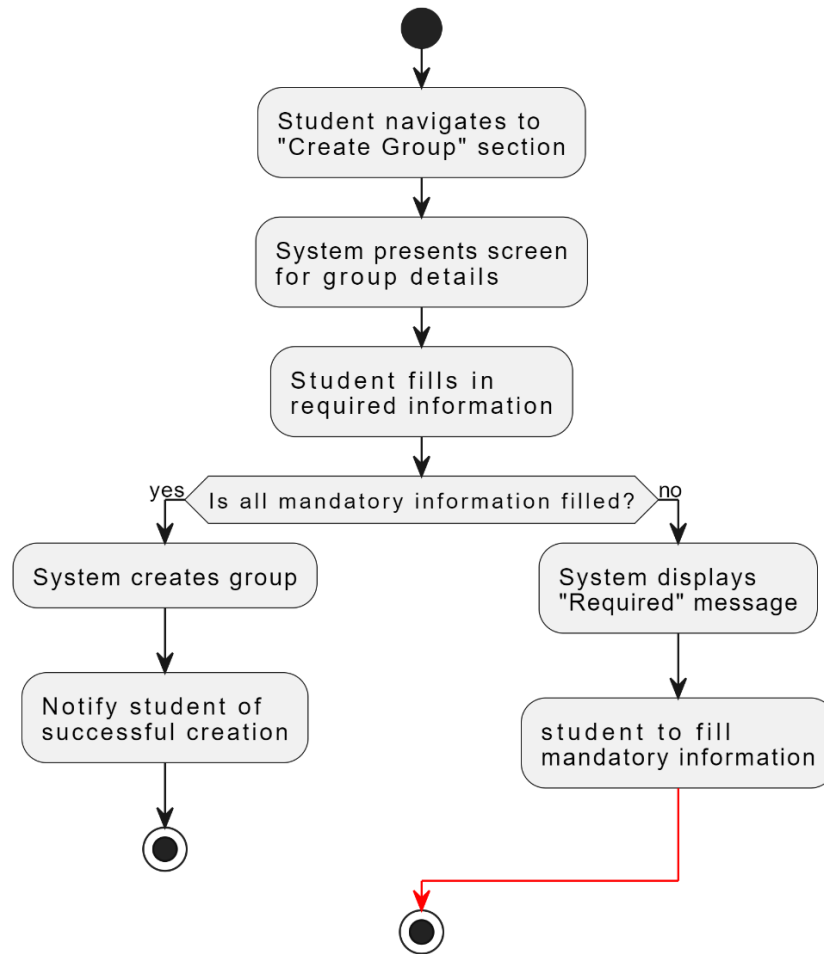 Student navigates to
"Create Group" section
System presents screen
for group details
Student fills in
required information
yes
Is all mandatory information filled?
no
System creates group
System displays
"Required" message
Notify student of
successful creation
student to fill
mandatory information